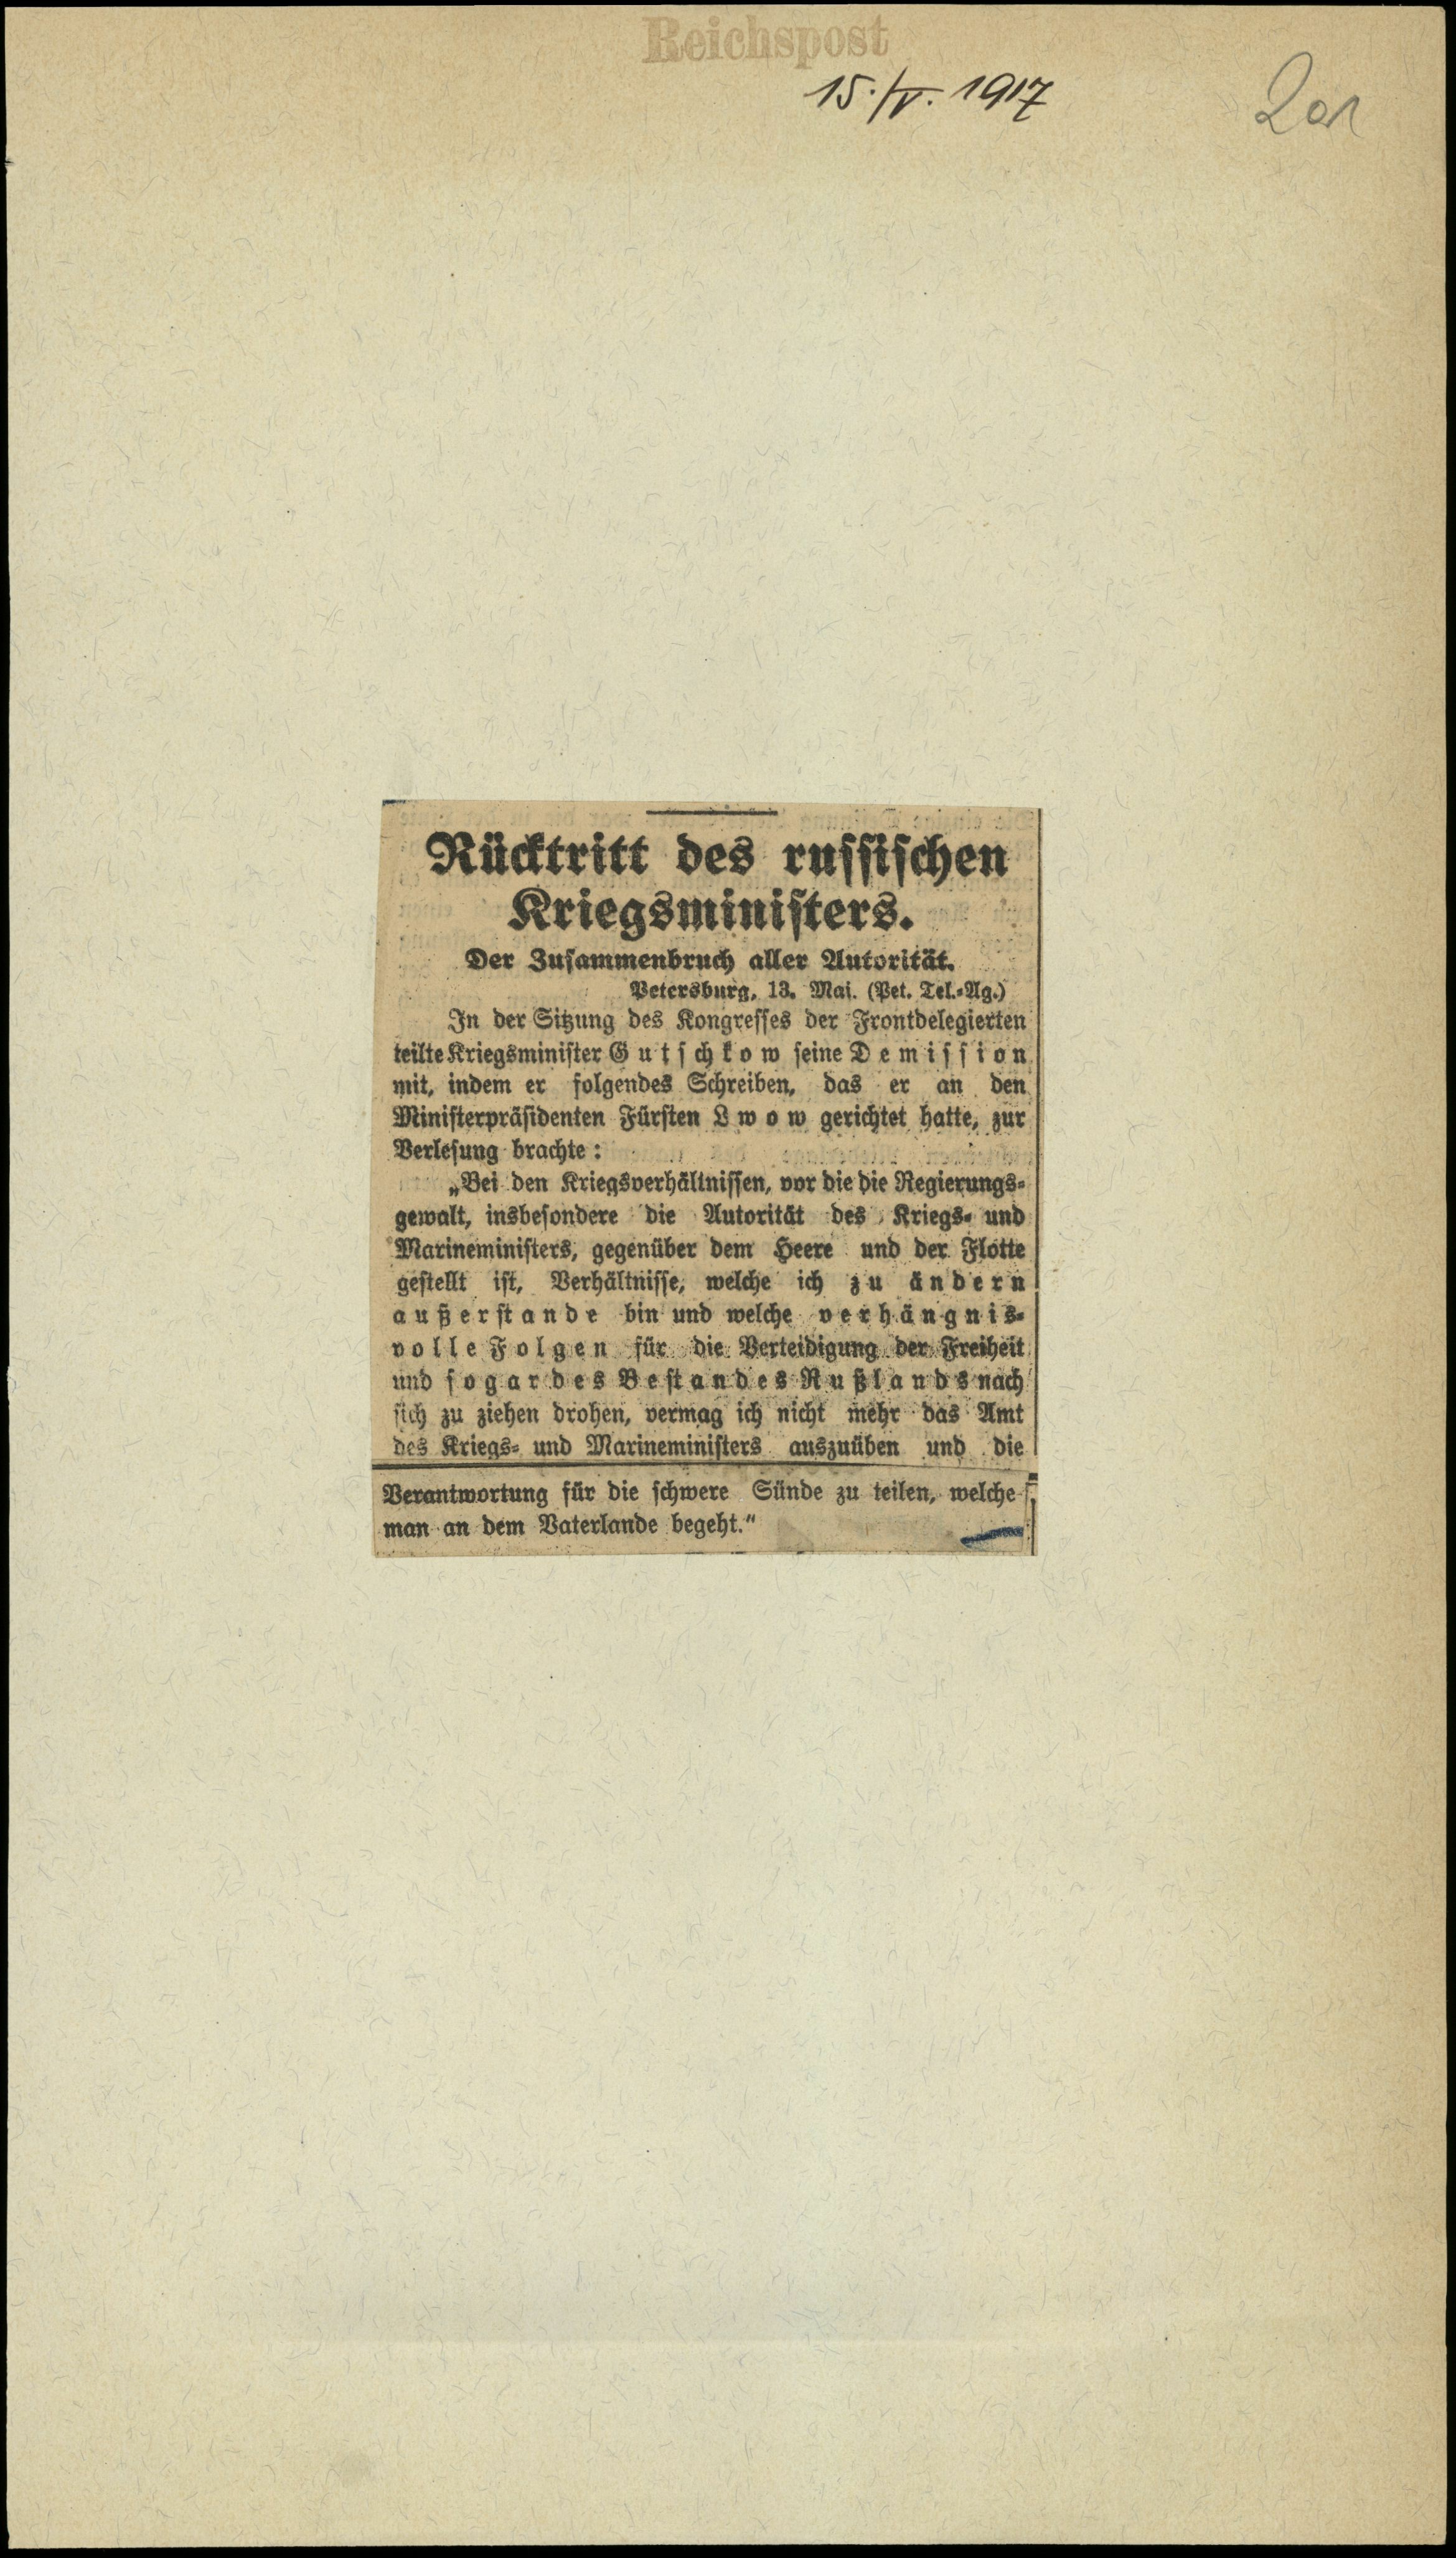 Reichspost
15./V. 1917
201
Rücktritt des russischen
Kriegsministers.
Der Zusammenbruch aller Autorität.
Petersburg, 13. Mai. (Pet. Tel.-Ag.)
In der Sitzung des Kongresses der Frontdelegierten
teilte Kriegsminister Gutschkow seine Demission
mit, indem er folgendes Schreiben, das er an den
Ministerpräsidenten Fürsten Lwow gerichtet hatte, zur
Verlesung brachte:
„Bei den Kriegsverhältnissen, vor die die Regierungs-
gewalt, insbesondere die Autorität des Kriegs- und
Marineministers, gegenüber dem Heere und der Flotte
gestellt ist, Verhältnisse, welche ich zu ändern
außerstande bin und welche verhängnis-
volle Folgen für die Verteidigung der Freiheit
und sogar des Bestandes Rußlands nach
sich zu ziehen drohen, vermag ich nicht mehr das Amt
des Kriegs- und Marineministers auszuüben und die
Verantwortung für die schwere Sünde zu teilen, welche
man an dem Vaterlande begeht.“